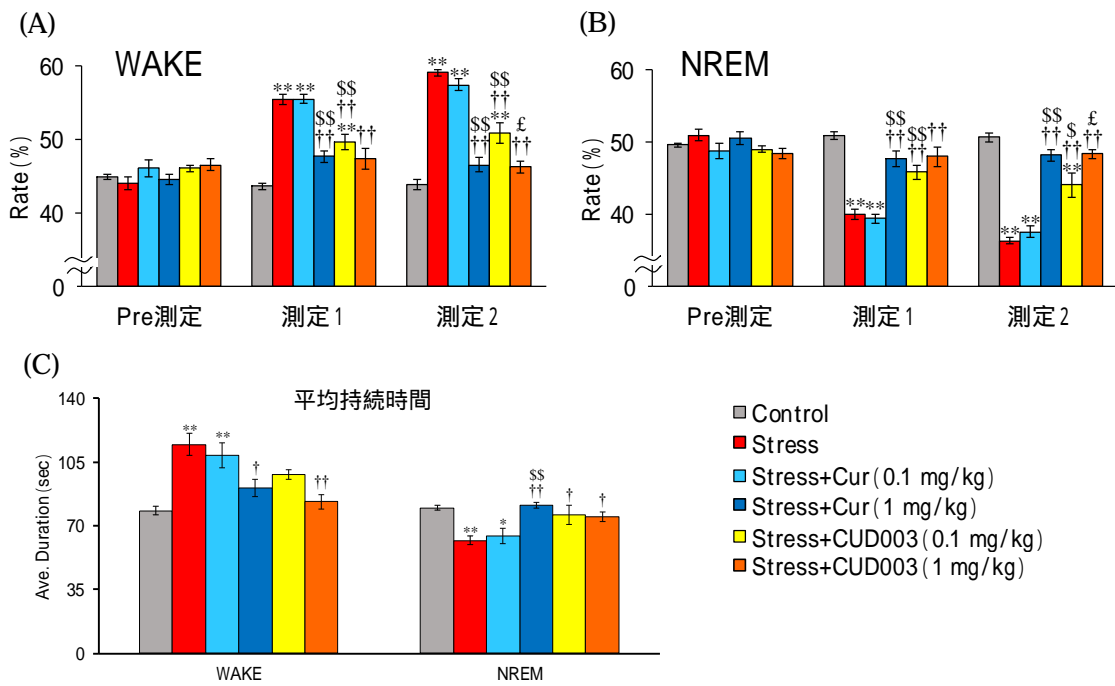 (A)
WAKE
Rate(%)
60
50
40
0
** **
$$
††
$$
††
**
††
** **
$$
††
$$
††
**
£
††
Pre測定
測定1
測定2
(B)
NREM
Rate(%)
60
50
40
0
** **
$$
††
$$
††
††
** **
$$
††
$
††
**
£
††
Pre測定
測定1
測定2
(C)
平均持続時間
Ave. Duration (sec)
140
105
70
35
0
** ** † ††
** * $$
††
† †
WAKE
NREM
Control
Stress
Stress+Cur(0.1 mg/kg)
Stress+Cur(1 mg/kg)
Stress+CUD003(0.1 mg/kg)
Stress+CUD003(1 mg/kg)